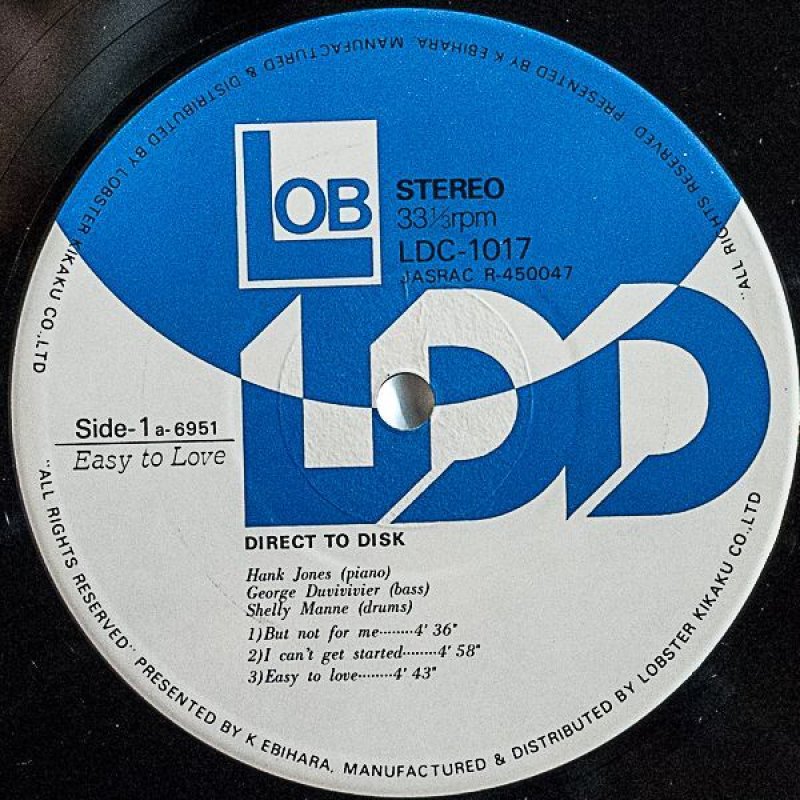 "ALL RIGHTS RESERVED" PRESENTED BY K EBIHARA, MANUFACTURED & DISTRIBUTED BY LOBSTER KIKAKU CO.,LTD
LOB
STEREO
33⅓rpm
LDC-1017
JASRAC R-450047
LDD
Side-1 a-6951
Easy to Love
DIRECT TO DISK
Hank Jones (piano)
George Duvivivier (bass)
Shelly Manne (drums)
1)But not for me········4' 36"
2)I can't get started········4' 58"
3)Easy to love········4' 43"
"ALL RIGHTS RESERVED" PRESENTED BY K EBIHARA, MANUFACTURED & DISTRIBUTED BY LOBSTER KIKAKU CO.,LTD